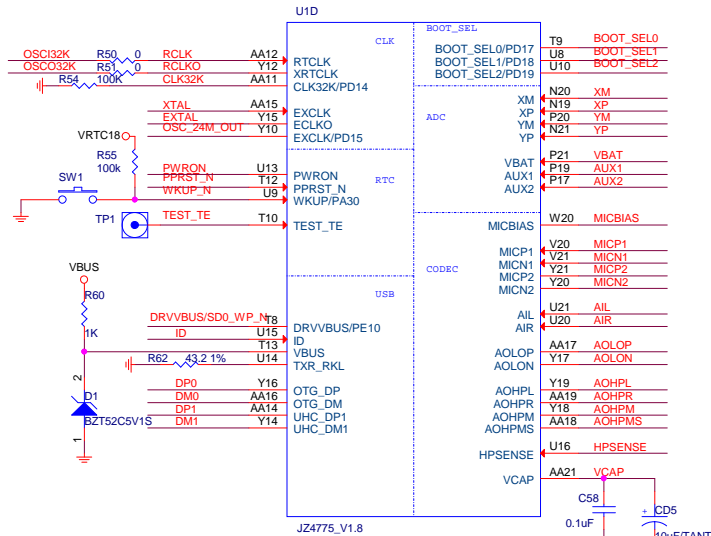 U1D
CLK
BOOT_SEL
OSCI32K R50 0 RCLK AA12 RTCLK
OSCO32K R51 0 RCLKO Y12 XRTCLK
R54 100K CLK32K AA11 CLK32K/PD14
XTAL AA15 EXCLK
EXTAL Y15 ECLKO
OSC_24M_OUT Y10 EXCLK/PD15
VRTC18
R55
100k
RTC
PWRON U13 PWRON
PPRST_N T12 PPRST_N
WKUP_N U9 WKUP/PA30
SW1
TP1
TEST_TE T10 TEST_TE
VBUS
R60
1K
USB
DRVVBUS/SD0_WP_N T8 DRVVBUS/PE10
ID U15 ID
T13 VBUS
R62 43.2 1% U14 TXR_RKL
DP0 Y16 OTG_DP
DM0 AA16 OTG_DM
DP1 AA14 UHC_DP1
DM1 Y14 UHC_DM1
2
D1
BZT52C5V1S
1
BOOT_SEL0/PD17 T9 BOOT_SEL0
BOOT_SEL1/PD18 U8 BOOT_SEL1
BOOT_SEL2/PD19 U10 BOOT_SEL2
ADC
XM N20 XM
XP N19 XP
YM P20 YM
YP N21 YP
VBAT P21 VBAT
AUX1 P19 AUX1
AUX2 P17 AUX2
CODEC
MICBIAS W20 MICBIAS
MICP1 V20 MICP1
MICN1 V21 MICN1
MICP2 Y21 MICP2
MICN2 Y20 MICN2
AIL U21 AIL
AIR U20 AIR
AOLOP AA17 AOLOP
AOLON Y17 AOLON
AOHPL Y19 AOHPL
AOHPR AA19 AOHPR
AOHPM Y18 AOHPM
AOHPMS AA18 AOHPMS
HPSENSE U16 HPSENSE
VCAP AA21 VCAP
C58
0.1uF
+ CD5
10uF/TANT
JZ4775_V1.8